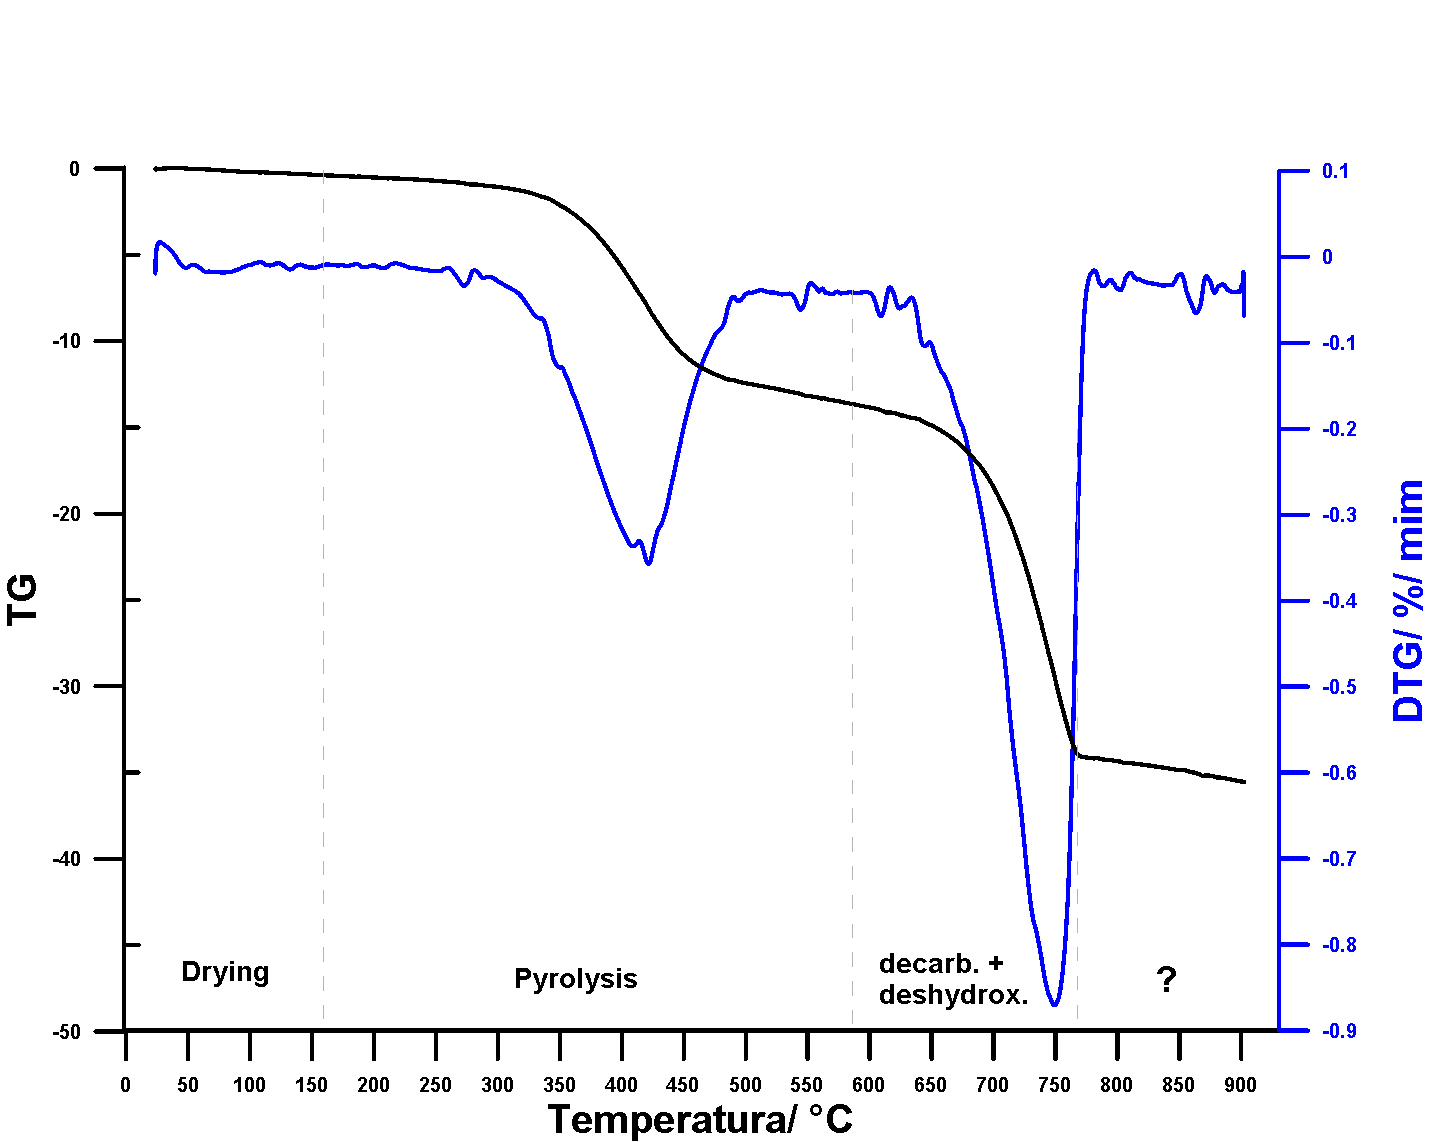 0
-10
-20
-30
-40
-50
TG
0.1
0
-0.1
-0.2
-0.3
-0.4
-0.5
-0.6
-0.7
-0.8
-0.9
DTG/ %/ mim
Drying
Pyrolysis
decarb. +
deshydrox.
?
0 50 100 150 200 250 300 350 400 450 500 550 600 650 700 750 800 850 900
Temperatura/ °C